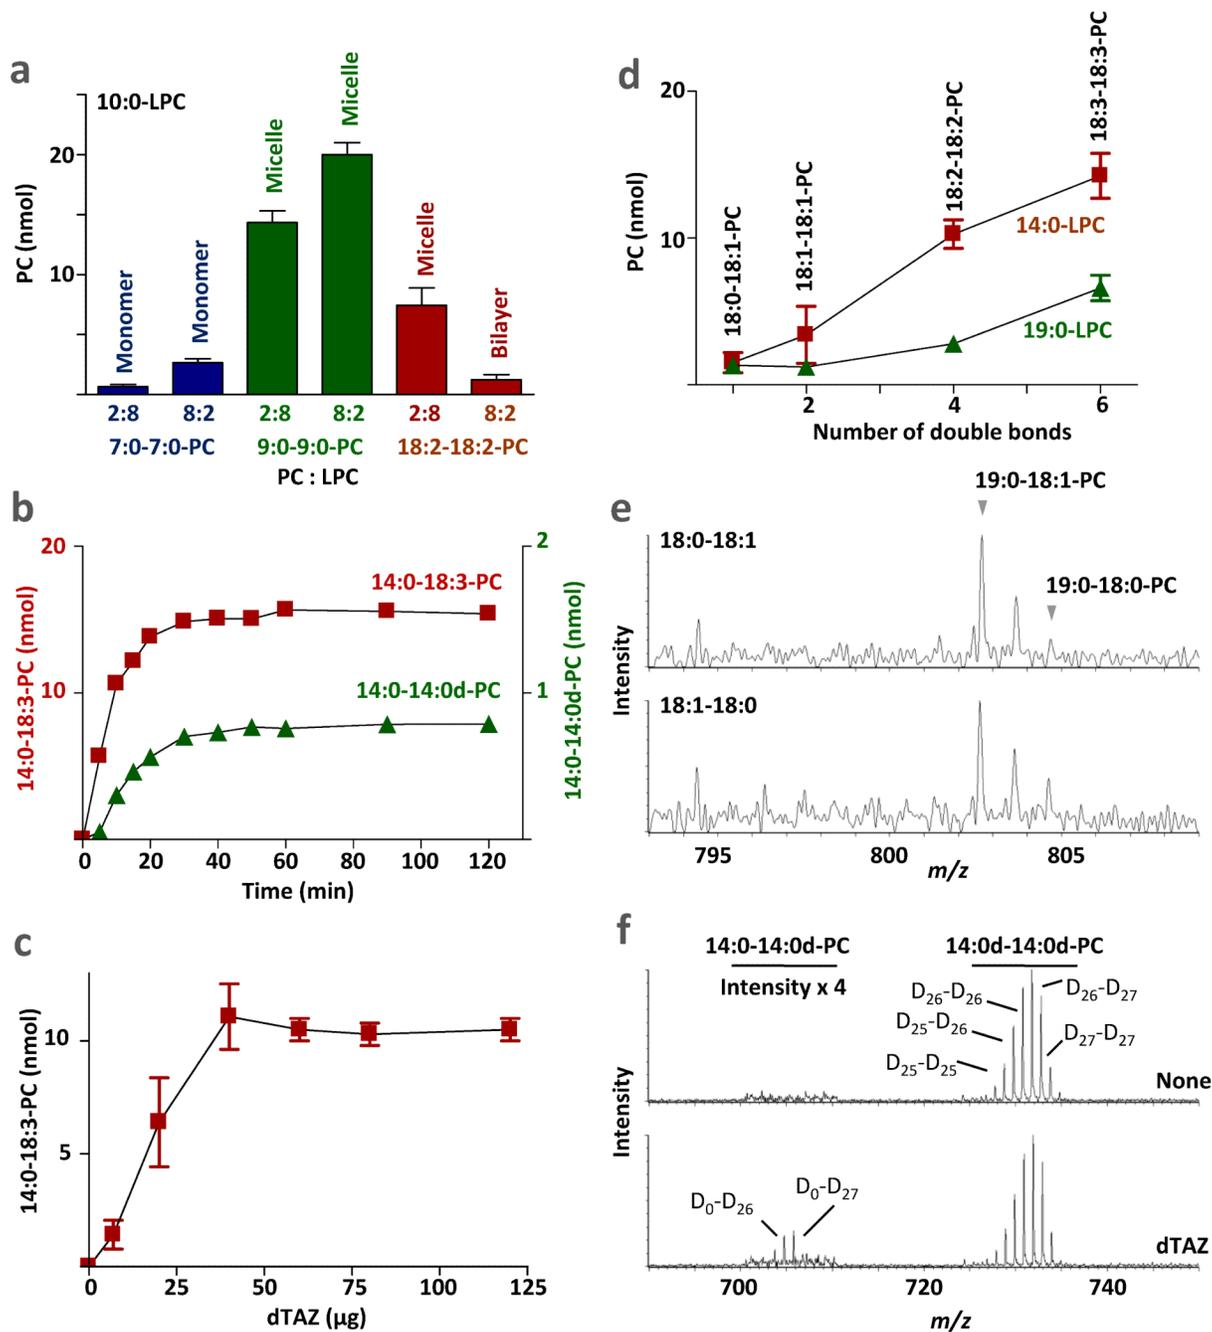 a
10:0-LPC
PC (nmol)
20
10
Monomer
Monomer
Micelle
Micelle
Micelle
Bilayer
2:8 8:2 2:8 8:2 2:8 8:2
7:0-7:0-PC 9:0-9:0-PC 18:2-18:2-PC
PC : LPC
b
14:0-18:3-PC (nmol)
20
10
14:0-14:0d-PC (nmol)
2
1
14:0-18:3-PC
14:0-14:0d-PC
0 20 40 60 80 100 120
Time (min)
c
14:0-18:3-PC (nmol)
10
5
0 25 50 75 100 125
dTAZ (µg)
d
PC (nmol)
20
10
18:0-18:1-PC
18:1-18:1-PC
18:2-18:2-PC
18:3-18:3-PC
14:0-LPC
19:0-LPC
2 4 6
Number of double bonds
e
19:0-18:1-PC
18:0-18:1
19:0-18:0-PC
Intensity
18:1-18:0
795 800 805
m/z
f
14:0-14:0d-PC 14:0d-14:0d-PC
Intensity x 4
D26-D26
D26-D27
D25-D26
D27-D27
D25-D25
None
Intensity
D0-D26
D0-D27
dTAZ
700 720 740
m/z